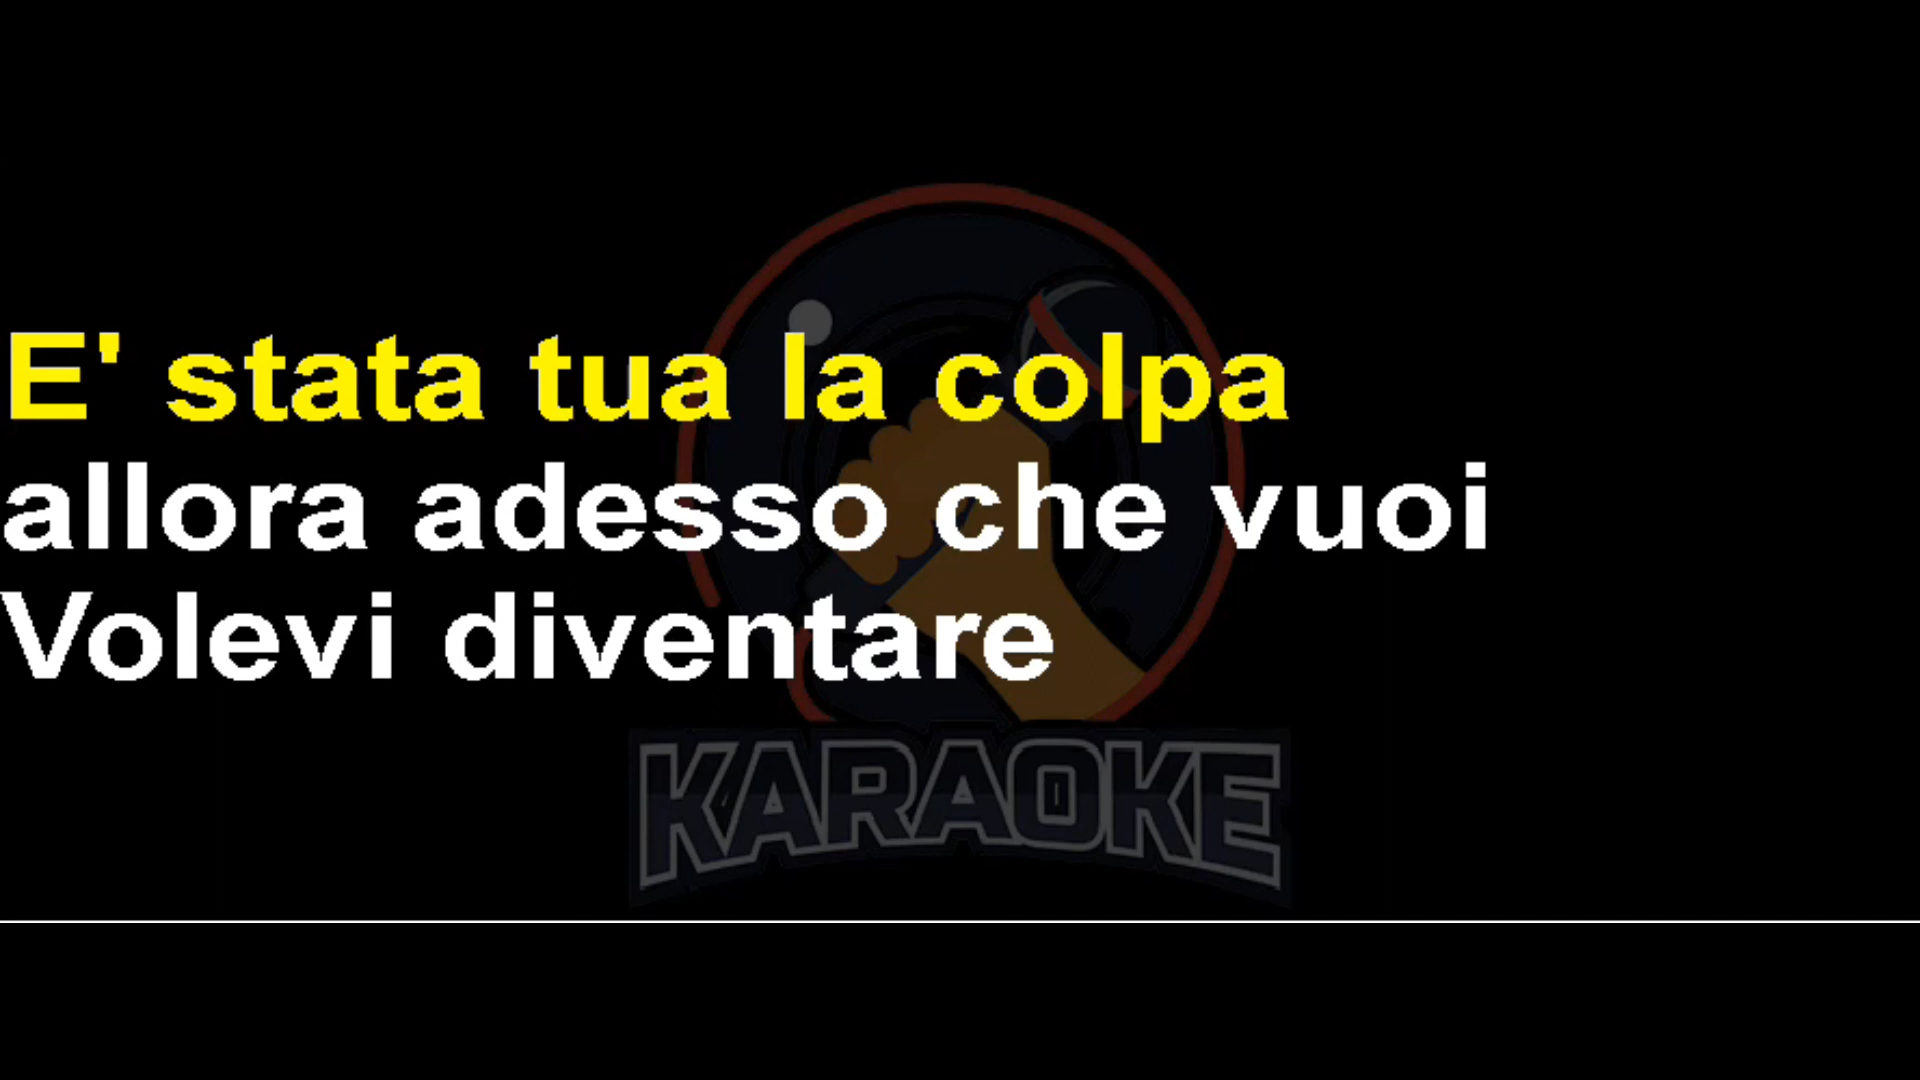 E' stata tua la colpa
allora adesso che vuoi
Volevi diventare
KARAOKE